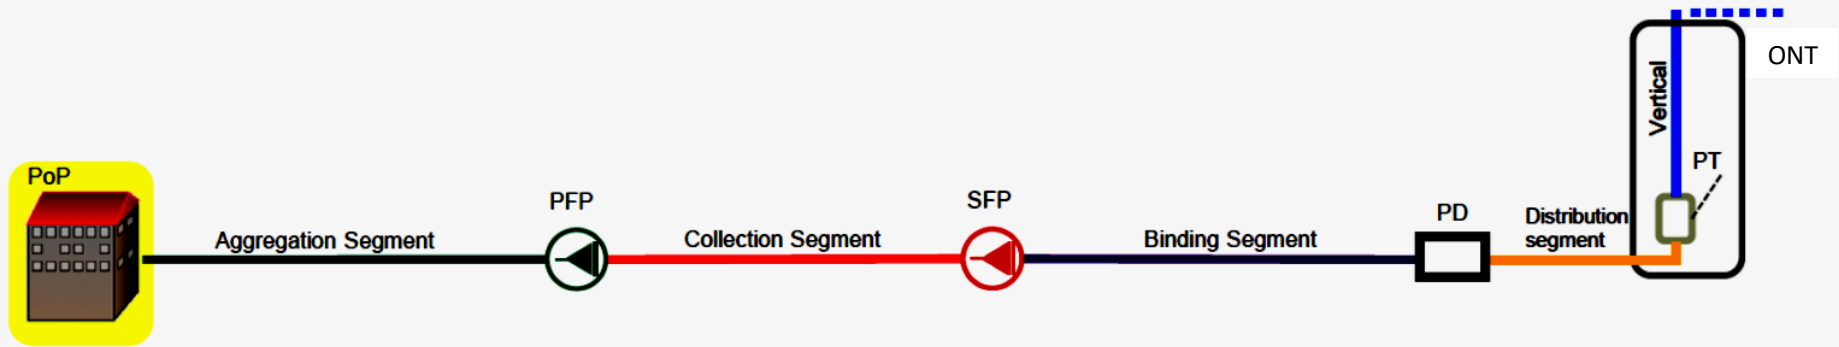 PoP
Aggregation Segment
PFP
Collection Segment
SFP
Binding Segment
PD
Distribution
segment
Vertical
PT
ONT